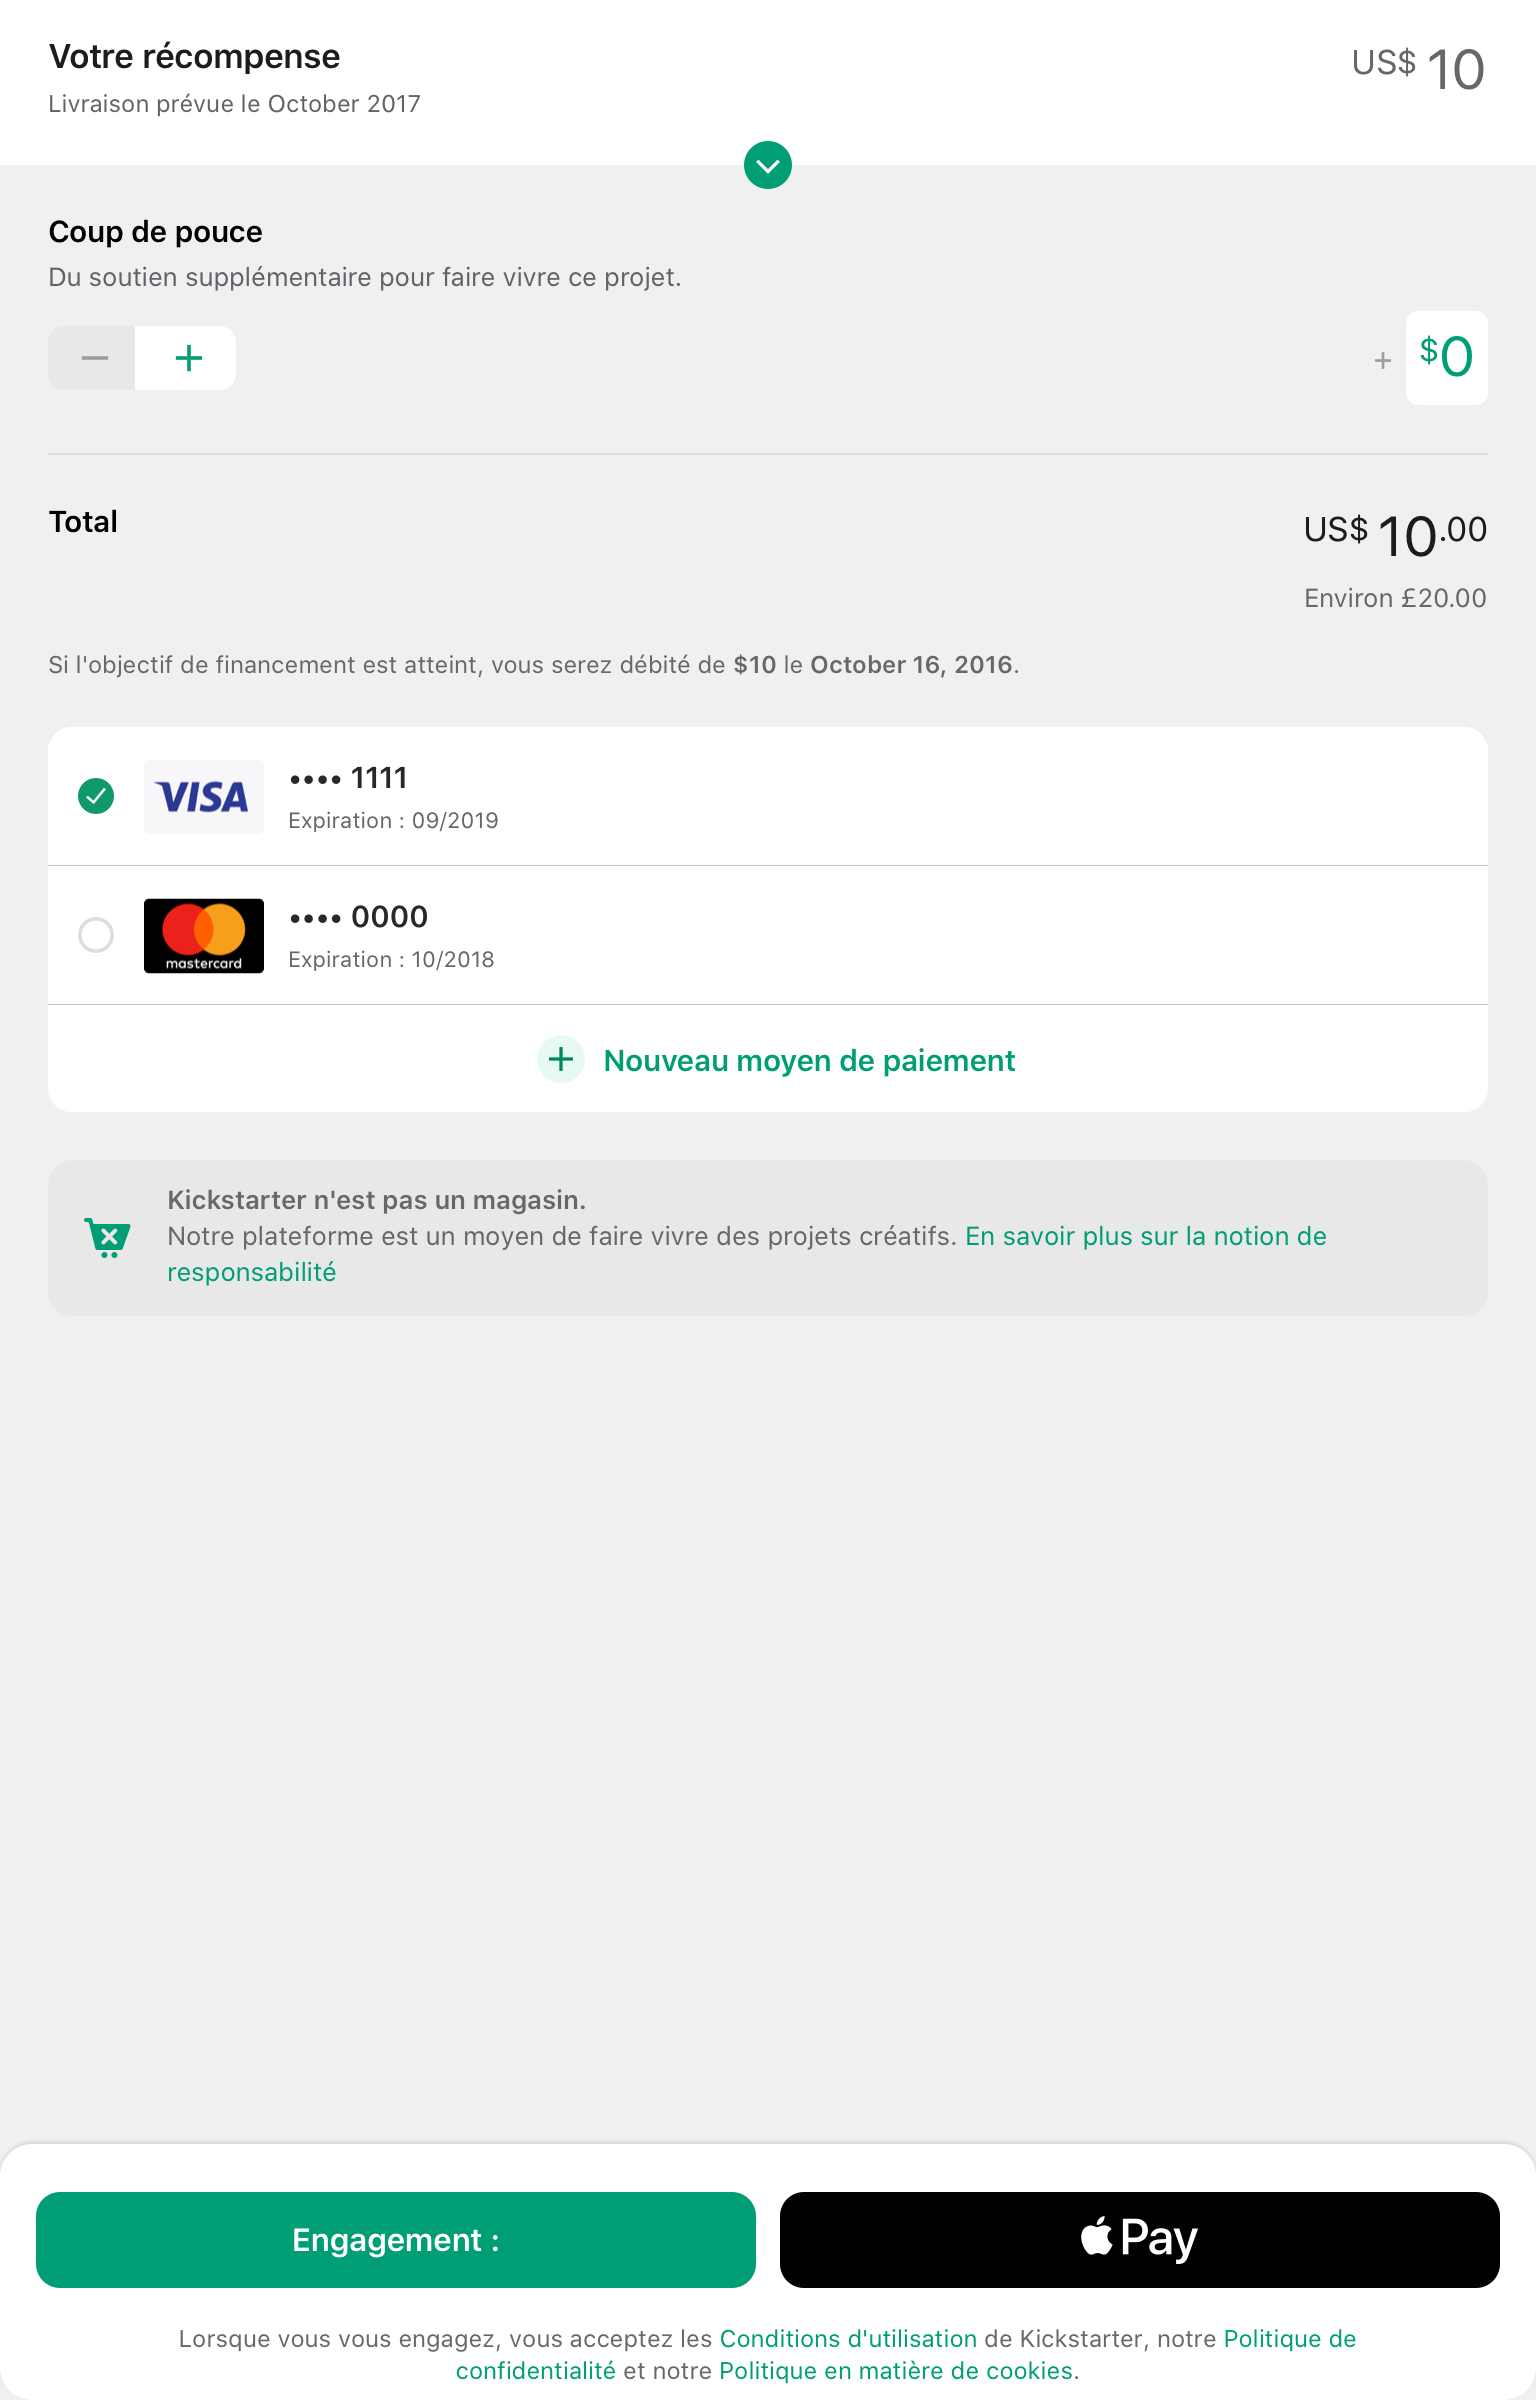 Votre récompense
US$ 10
Livraison prévue le October 2017
Coup de pouce
Du soutien supplémentaire pour faire vivre ce projet.
+ $0
Total
US$ 10.00
Environ £20.00
Si l'objectif de financement est atteint, vous serez débité de $10 le October 16, 2016.
VISA
•••• 1111
Expiration : 09/2019
mastercard
•••• 0000
Expiration : 10/2018
Nouveau moyen de paiement
Kickstarter n'est pas un magasin.
Notre plateforme est un moyen de faire vivre des projets créatifs. En savoir plus sur la notion de
responsabilité
Engagement :
Pay
Lorsque vous vous engagez, vous acceptez les Conditions d'utilisation de Kickstarter, notre Politique de
confidentialité et notre Politique en matière de cookies.